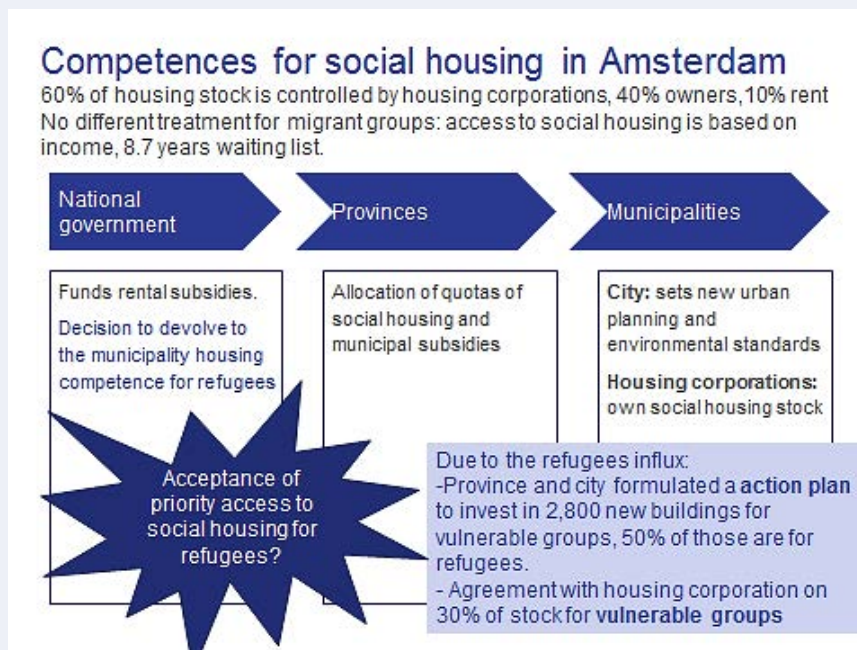 Competences for social housing in Amsterdam
60% of housing stock is controlled by housing corporations, 40% owners, 10% rent
No different treatment for migrant groups: access to social housing is based on
income, 8.7 years waiting list.
National
government
Provinces
Municipalities
Funds rental subsidies.
Decision to devolve to
the municipality housing
competence for refugees
Allocation of quotas of
social housing and
municipal subsidies
City: sets new urban
planning and
environmental standards
Housing corporations:
own social housing stock
Acceptance of
priority access to
social housing for
refugees?
Due to the refugees influx:
-Province and city formulated a action plan
to invest in 2,800 new buildings for
vulnerable groups, 50% of those are for
refugees.
- Agreement with housing corporation on
30% of stock for vulnerable groups